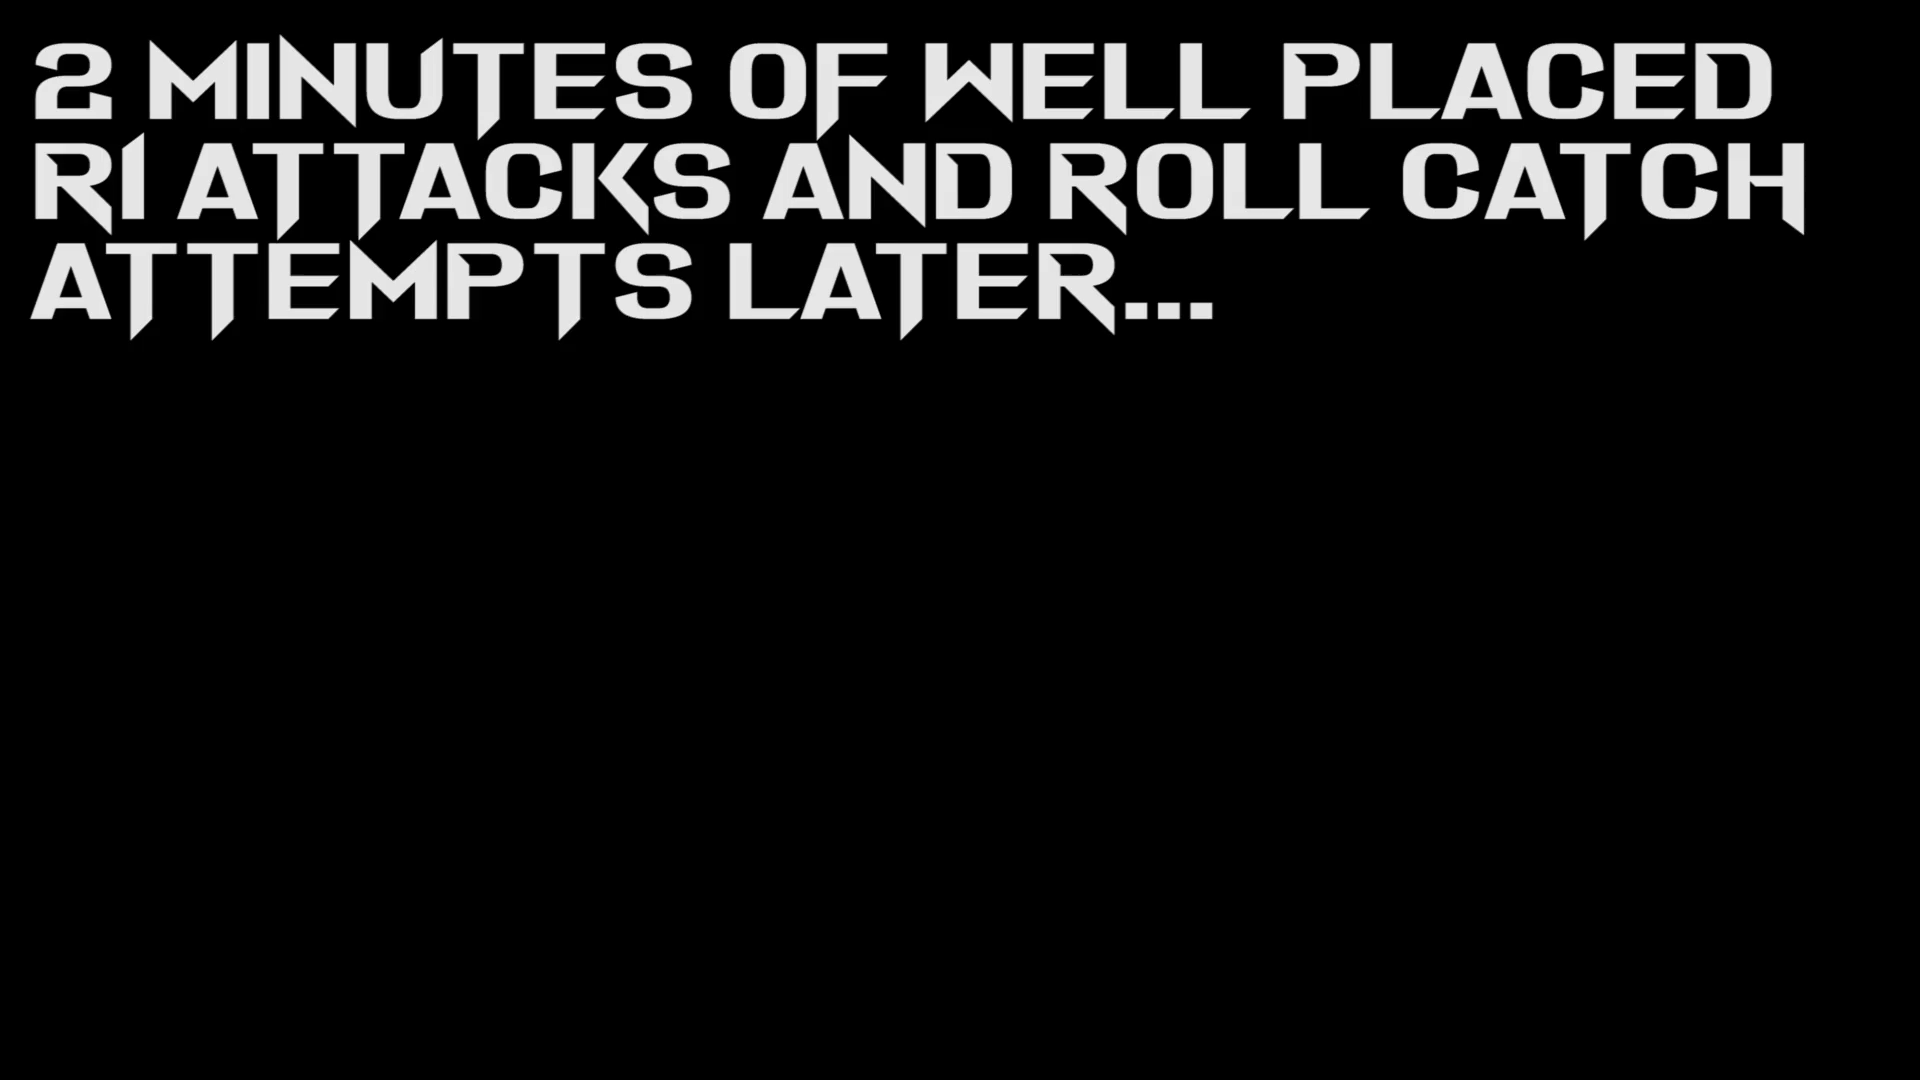 2 MINUTES OF WELL PLACED
R1 ATTACKS AND ROLL CATCH
ATTEMPTS LATER...